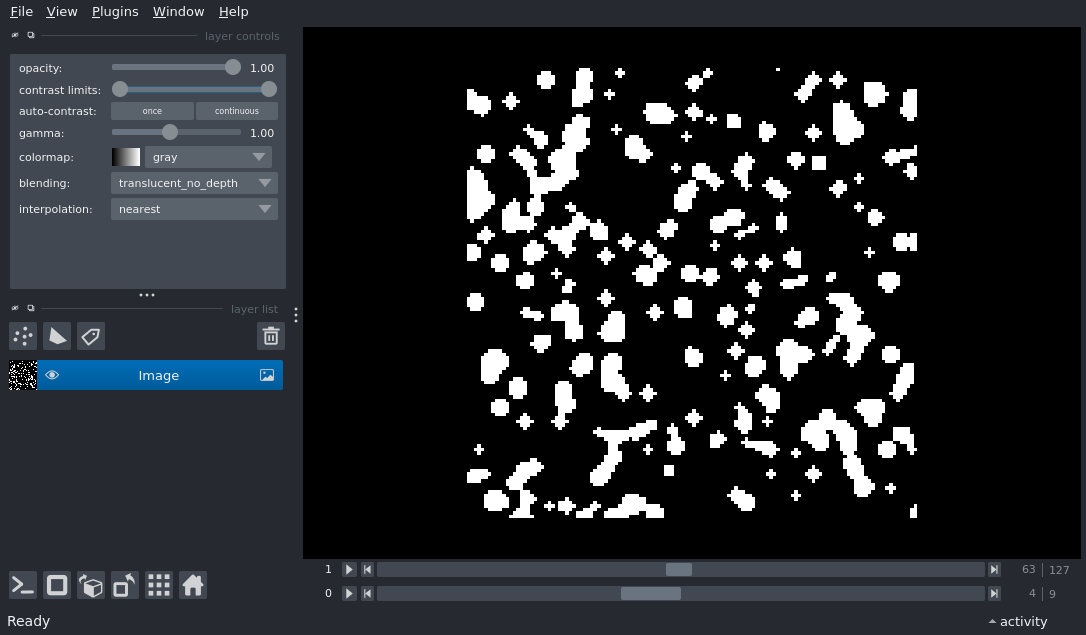 File View Plugins Window Help
layer controls
opacity: 1.00
contrast limits:
auto-contrast: once continuous
gamma: 1.00
colormap: gray
blending: translucent_no_depth
interpolation: nearest
layer list
Image
1 63 127
0 4 9
Ready activity